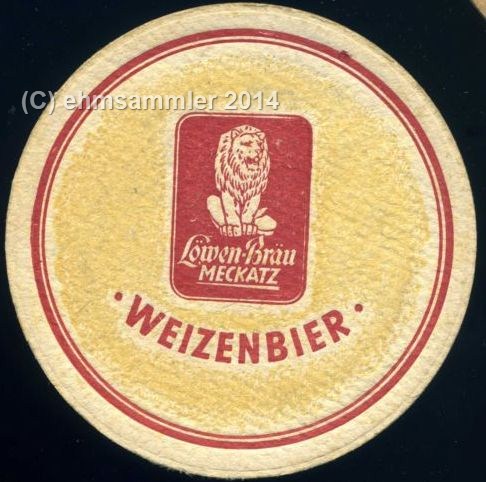 (C) ehmsammler 2014
Löwen-Bräu
MECKATZ
· WEIZENBIER ·